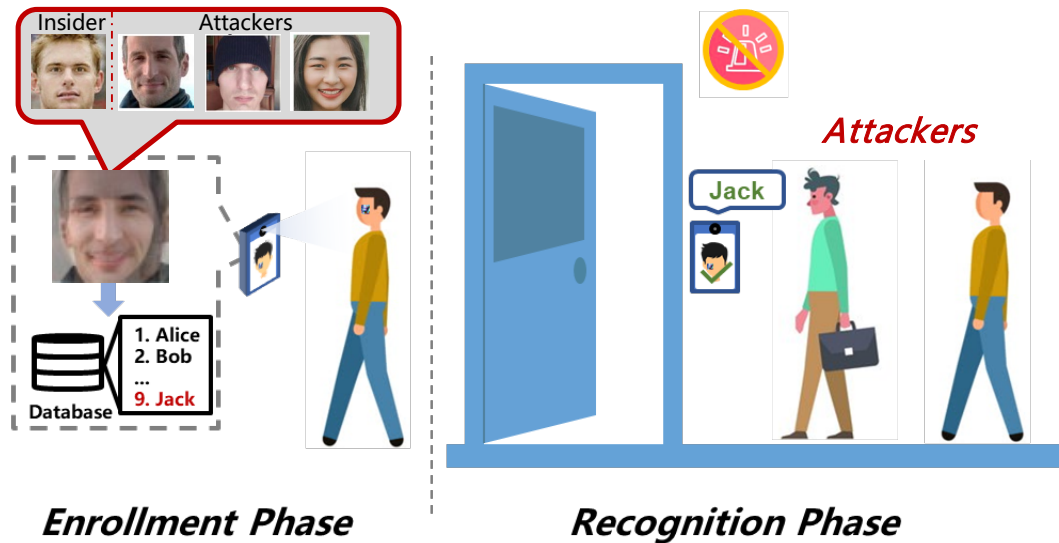 Insider
Attackers
1. Alice
2. Bob
...
9. Jack
Database
Enrollment Phase
Attackers
Jack
Recognition Phase